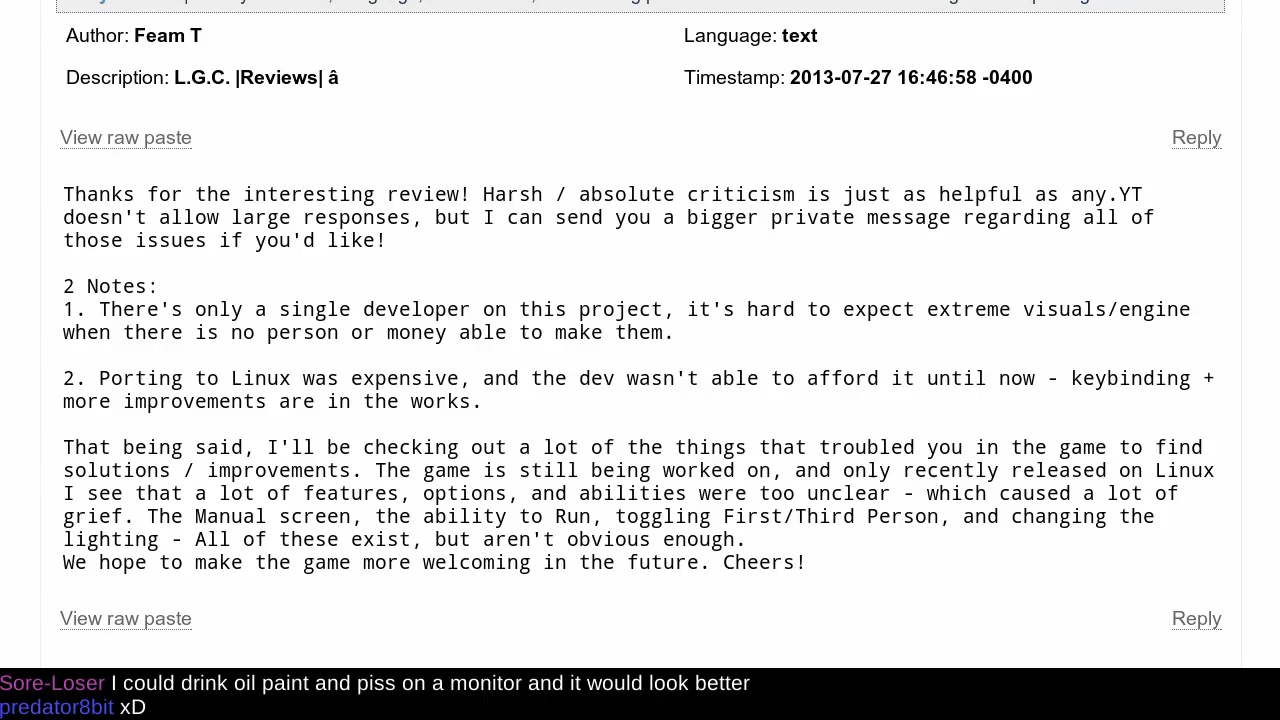 Author: Feam T
Language: text
Description: L.G.C. |Reviews| â
Timestamp: 2013-07-27 16:46:58 -0400
View raw paste
Reply
Thanks for the interesting review! Harsh / absolute criticism is just as helpful as any.YT
doesn't allow large responses, but I can send you a bigger private message regarding all of
those issues if you'd like!
2 Notes:
1. There's only a single developer on this project, it's hard to expect extreme visuals/engine
when there is no person or money able to make them.
2. Porting to Linux was expensive, and the dev wasn't able to afford it until now - keybinding +
more improvements are in the works.
That being said, I'll be checking out a lot of the things that troubled you in the game to find
solutions / improvements. The game is still being worked on, and only recently released on Linux
I see that a lot of features, options, and abilities were too unclear - which caused a lot of
grief. The Manual screen, the ability to Run, toggling First/Third Person, and changing the
lighting - All of these exist, but aren't obvious enough.
We hope to make the game more welcoming in the future. Cheers!
View raw paste
Reply
Sore-Loser I could drink oil paint and piss on a monitor and it would look better
predator8bit xD